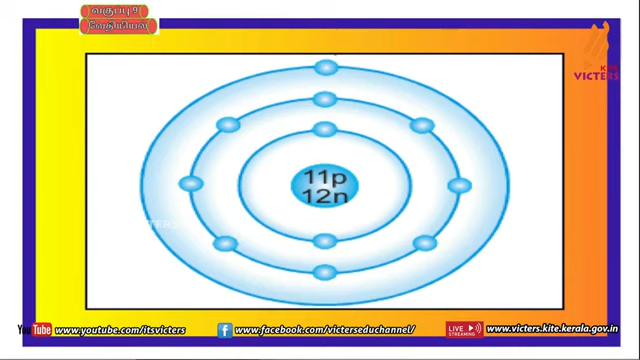 வகுப்பு 9
வேதியியல்
KITE
VICTERS
11p
12n
YouTube www.youtube.com/itsvicters
www.facebook.com/victerseduchannel/
LIVE
STREAMING
www.victers.kite.kerala.gov.in